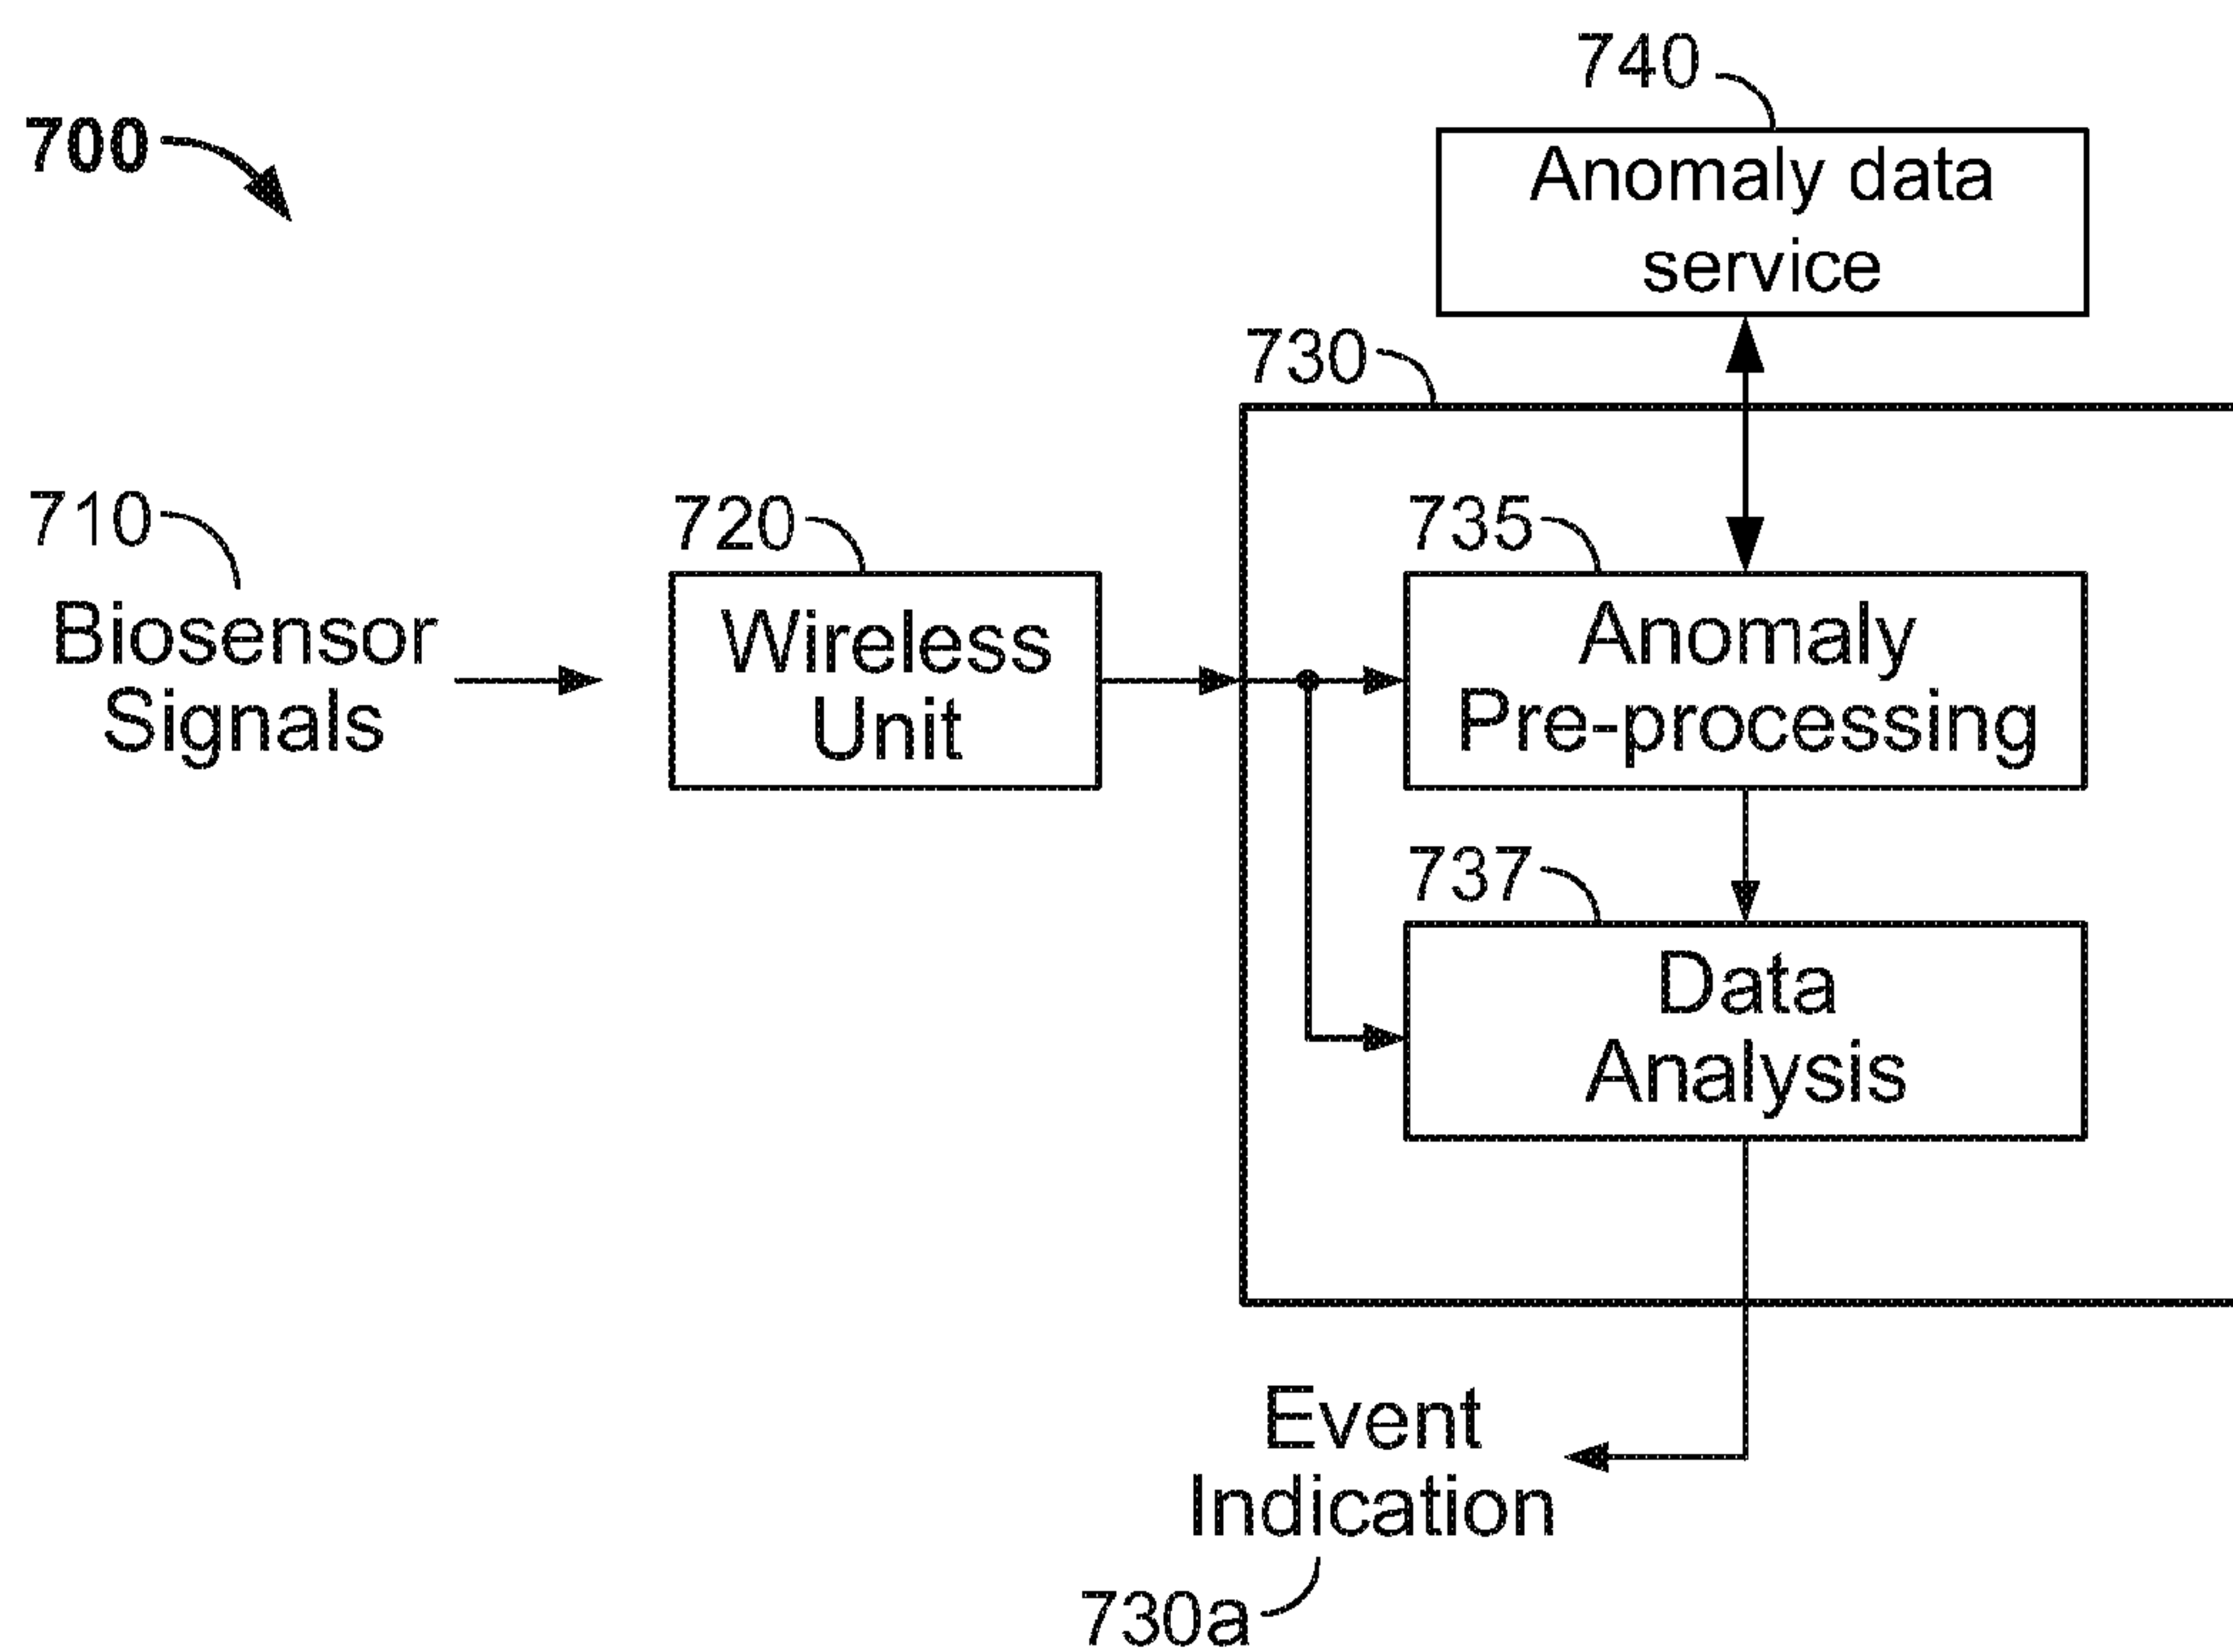 740
700
Anomaly data
service
730
710
720
735
Biosensor
Signals
Wireless
Unit
Anomaly
Pre-processing
737
Data
Analysis
Event
Indication
730a